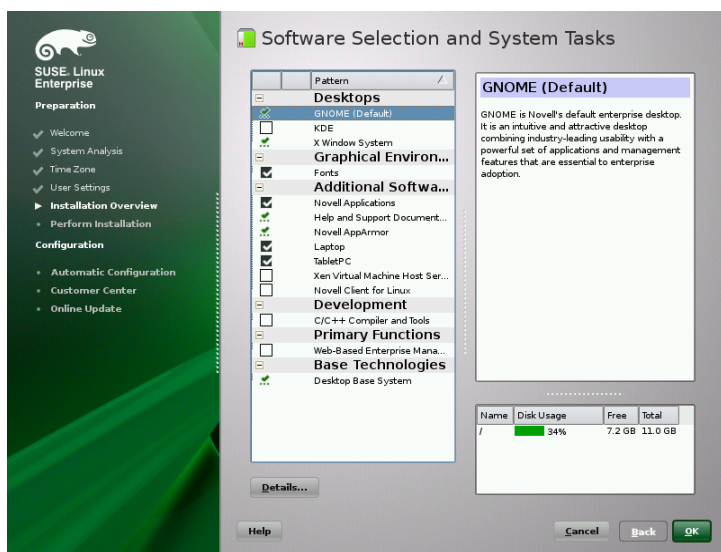 SUSE. Linux
Enterprise
Preparation
Welcome
System Analysis
Time Zone
User Settings
Installation Overview
Perform Installation
Configuration
Automatic Configuration
Customer Center
Online Update
Software Selection and System Tasks
Pattern
Desktops
GNOME (Default)
KDE
X Window System
Graphical Environ...
Fonts
Additional Softwa...
Novell Applications
Help and Support Document...
Novell AppArmor
Laptop
TabletPC
Xen Virtual Machine Host Ser...
Novell Client for Linux
Development
C/C++ Compiler and Tools
Primary Functions
Web-Based Enterprise Mana...
Base Technologies
Desktop Base System
Details...
GNOME (Default)
GNOME is Novell's default enterprise desktop.
It is an intuitive and attractive desktop
combining industry-leading usability with a
powerful set of applications and management
features that are essential to enterprise
adoption.
Name Disk Usage Free Total
/ 34% 7.2 GB 11.0 GB
Help Cancel Back OK